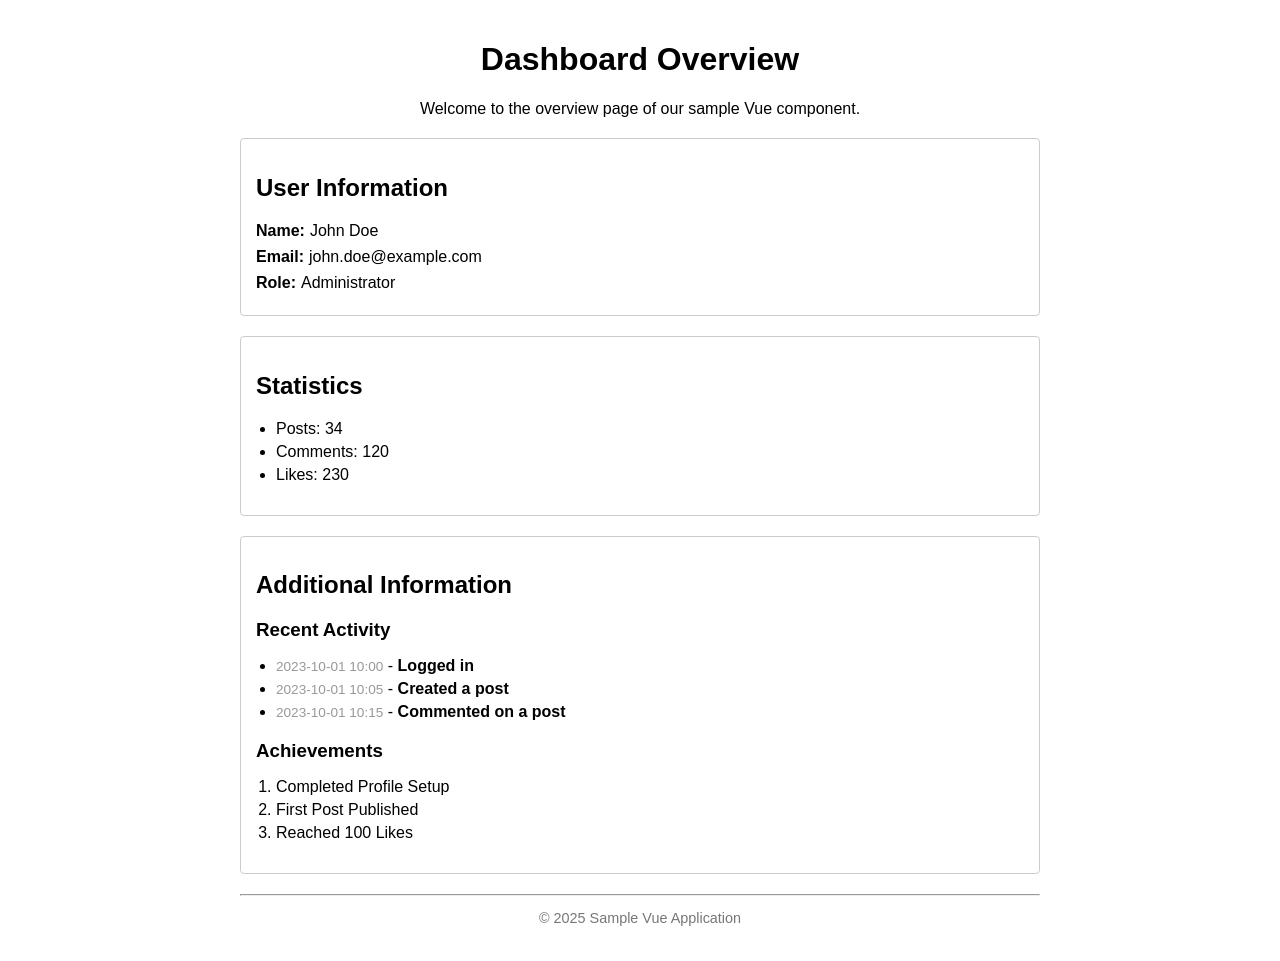 Dashboard Overview
Welcome to the overview page of our sample Vue component.
User Information
Name: John Doe
Email: john.doe@example.com
Role: Administrator
Statistics
Posts: 34
Comments: 120
Likes: 230
Additional Information
Recent Activity
2023-10-01 10:00 - Logged in
2023-10-01 10:05 - Created a post
2023-10-01 10:15 - Commented on a post
Achievements
1. Completed Profile Setup
2. First Post Published
3. Reached 100 Likes
© 2025 Sample Vue Application